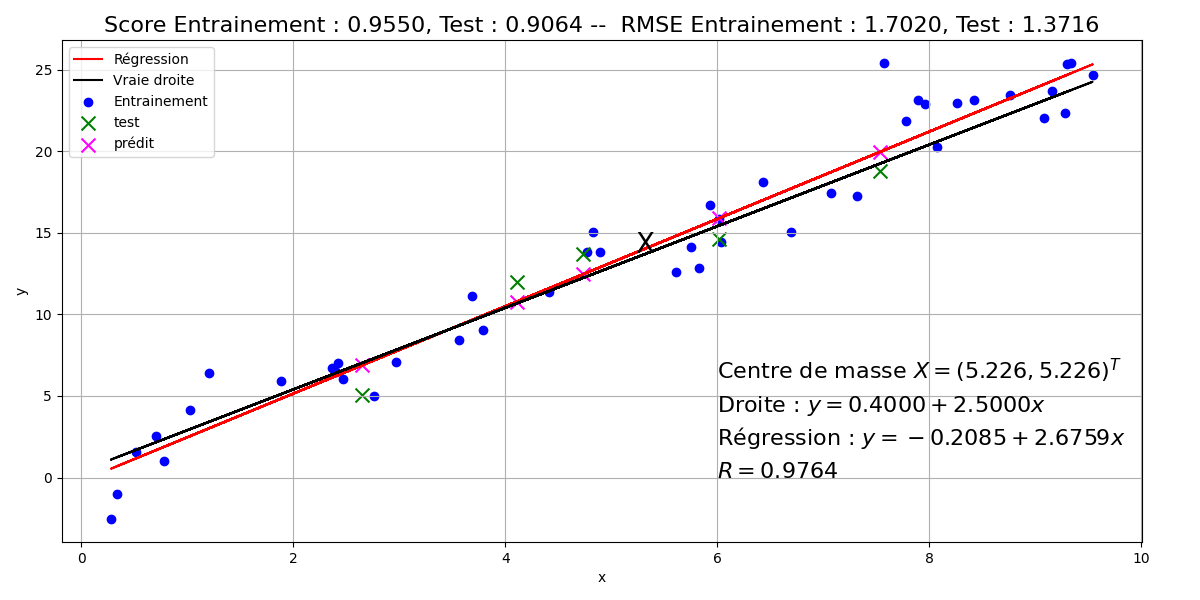 Score Entrainement : 0.9550, Test : 0.9064 -- RMSE Entrainement : 1.7020, Test : 1.3716
Régression
Vraie droite
Entrainement
test
prédit
25
20
15
10
5
0
y
X
Centre de masse X = (5.226, 5.226)^T
Droite : y = 0.4000 + 2.5000x
Régression : y = −0.2085 + 2.6759x
R = 0.9764
0 2 4 6 8 10
x